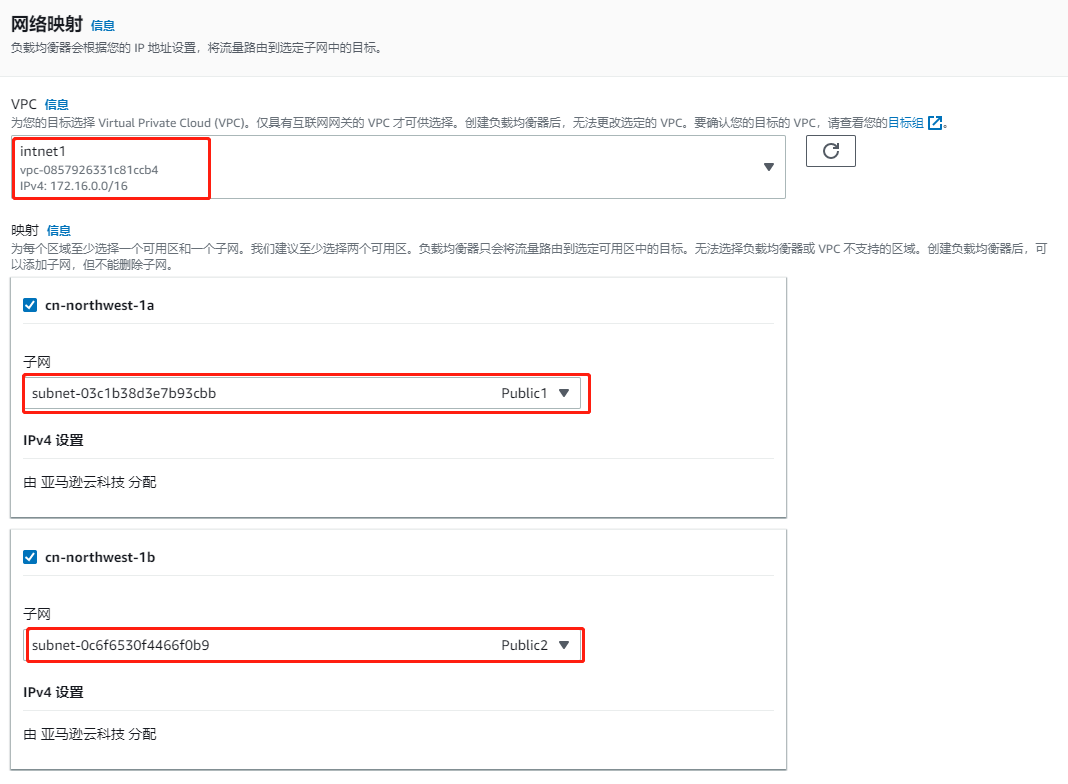 网络映射 信息
负载均衡器会根据您的 IP 地址设置，将流量路由到选定子网中的目标。
VPC 信息
为您的目标选择 Virtual Private Cloud (VPC)。仅具有互联网网关的 VPC 才可供选择。创建负载均衡器后，无法更改选定的 VPC。要确认您的目标的 VPC，请查看您的目标组。
intnet1
vpc-0857926331c81ccb4
IPv4: 172.16.0.0/16
映射 信息
为每个区域至少选择一个可用区和一个子网。我们建议至少选择两个可用区。负载均衡器只会将流量路由到选定可用区中的目标。无法选择负载均衡器或 VPC 不支持的区域。创建负载均衡器后，可
以添加子网，但不能删除子网。
cn-northwest-1a
子网
subnet-03c1b38d3e7b93cbb Public1
IPv4 设置
由 亚马逊云科技 分配
cn-northwest-1b
子网
subnet-0c6f6530f4466f0b9 Public2
IPv4 设置
由 亚马逊云科技 分配